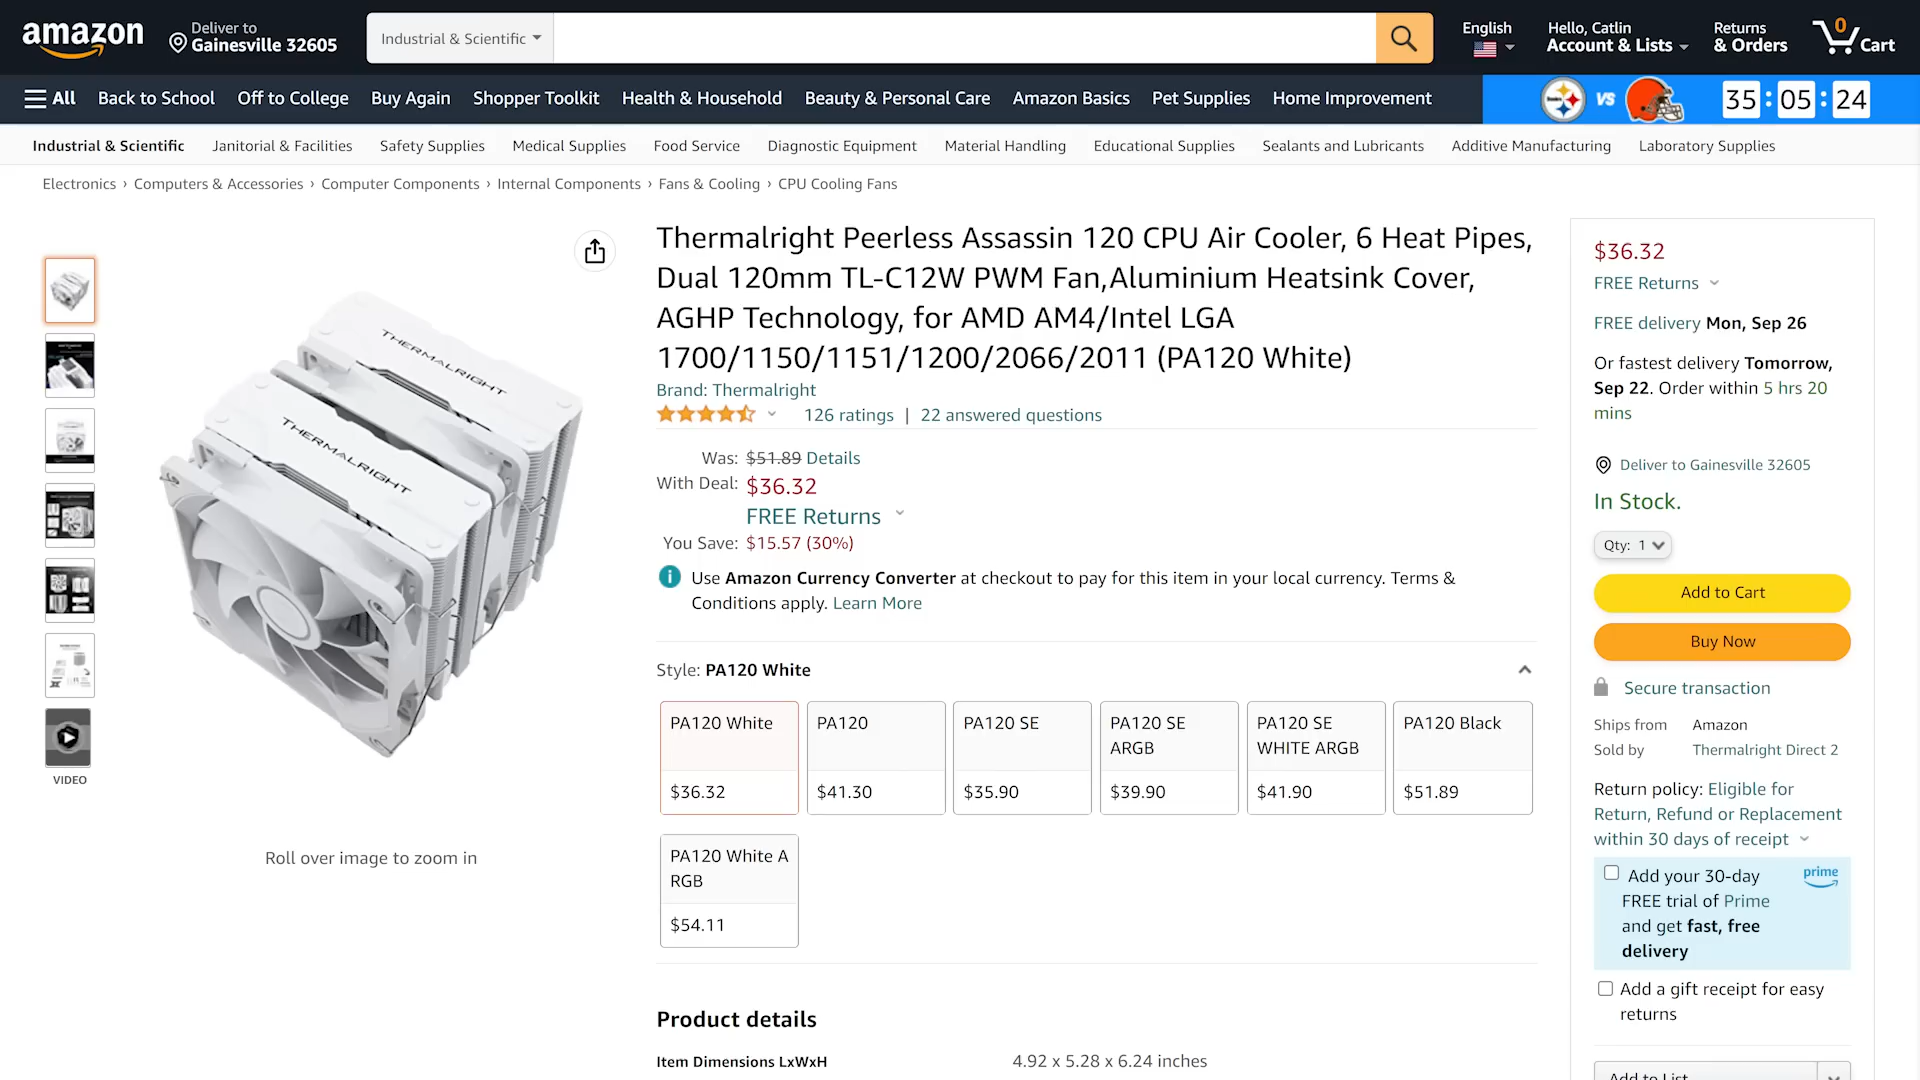 amazon
Deliver to
Gainesville 32605
Industrial & Scientific
English
Hello, Catlin
Account & Lists
Returns
& Orders
0
Cart
All
Back to School
Off to College
Buy Again
Shopper Toolkit
Health & Household
Beauty & Personal Care
Amazon Basics
Pet Supplies
Home Improvement
VS
35 : 05 : 24
Industrial & Scientific
Janitorial & Facilities
Safety Supplies
Medical Supplies
Food Service
Diagnostic Equipment
Material Handling
Educational Supplies
Sealants and Lubricants
Additive Manufacturing
Laboratory Supplies
Electronics › Computers & Accessories › Computer Components › Internal Components › Fans & Cooling › CPU Cooling Fans
THERMALRIGHT
THERMALRIGHT
VIDEO
Roll over image to zoom in
Thermalright Peerless Assassin 120 CPU Air Cooler, 6 Heat Pipes,
Dual 120mm TL-C12W PWM Fan,Aluminium Heatsink Cover,
AGHP Technology, for AMD AM4/Intel LGA
1700/1150/1151/1200/2066/2011 (PA120 White)
Brand: Thermalright
126 ratings | 22 answered questions
Was: $51.89 Details
With Deal: $36.32
FREE Returns
You Save: $15.57 (30%)
Use Amazon Currency Converter at checkout to pay for this item in your local currency. Terms &
Conditions apply. Learn More
Style: PA120 White
PA120 White
$36.32
PA120
$41.30
PA120 SE
$35.90
PA120 SE
ARGB
$39.90
PA120 SE
WHITE ARGB
$41.90
PA120 Black
$51.89
PA120 White A
RGB
$54.11
Product details
Item Dimensions LxWxH 4.92 x 5.28 x 6.24 inches
$36.32
FREE Returns
FREE delivery Mon, Sep 26
Or fastest delivery Tomorrow,
Sep 22. Order within 5 hrs 20
mins
Deliver to Gainesville 32605
In Stock.
Qty: 1
Add to Cart
Buy Now
Secure transaction
Ships from Amazon
Sold by Thermalright Direct 2
Return policy: Eligible for
Return, Refund or Replacement
within 30 days of receipt
Add your 30-day
prime
FREE trial of Prime
and get fast, free
delivery
Add a gift receipt for easy
returns
Add to List